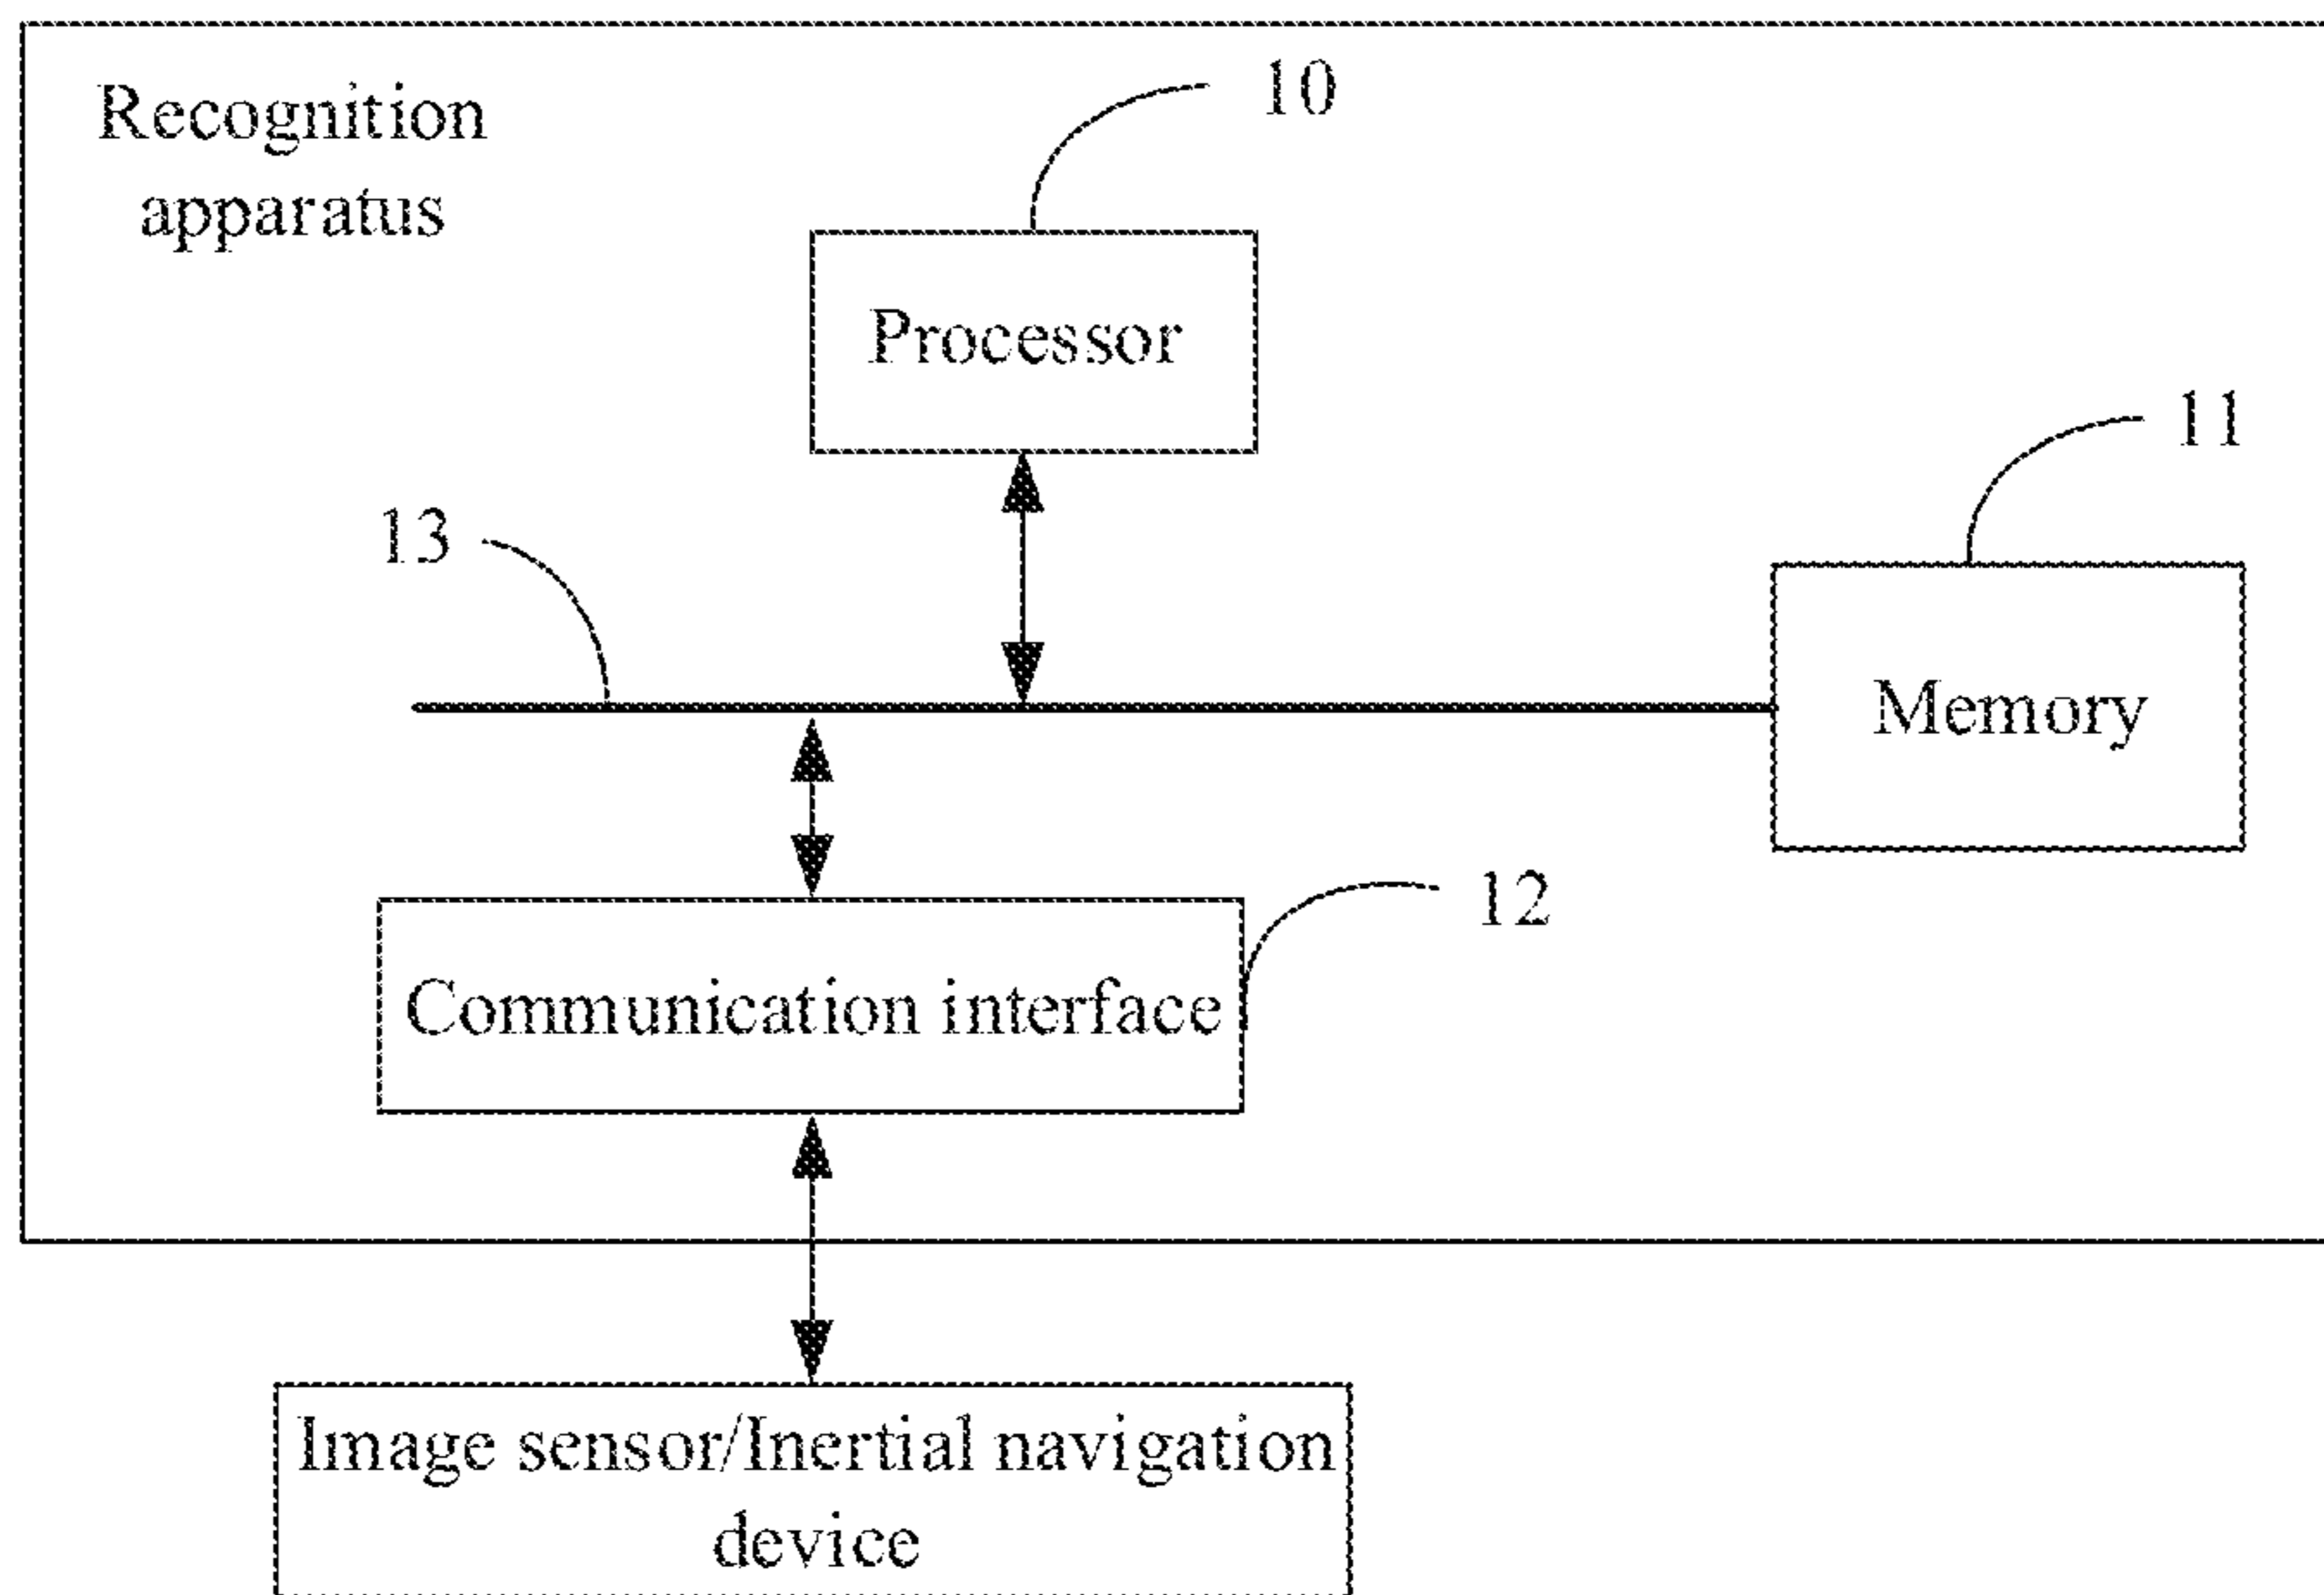 Recognition
apparatus
10
Processor
11
13
Memory
12
Communication interface
Image sensor/Inertial navigation
device